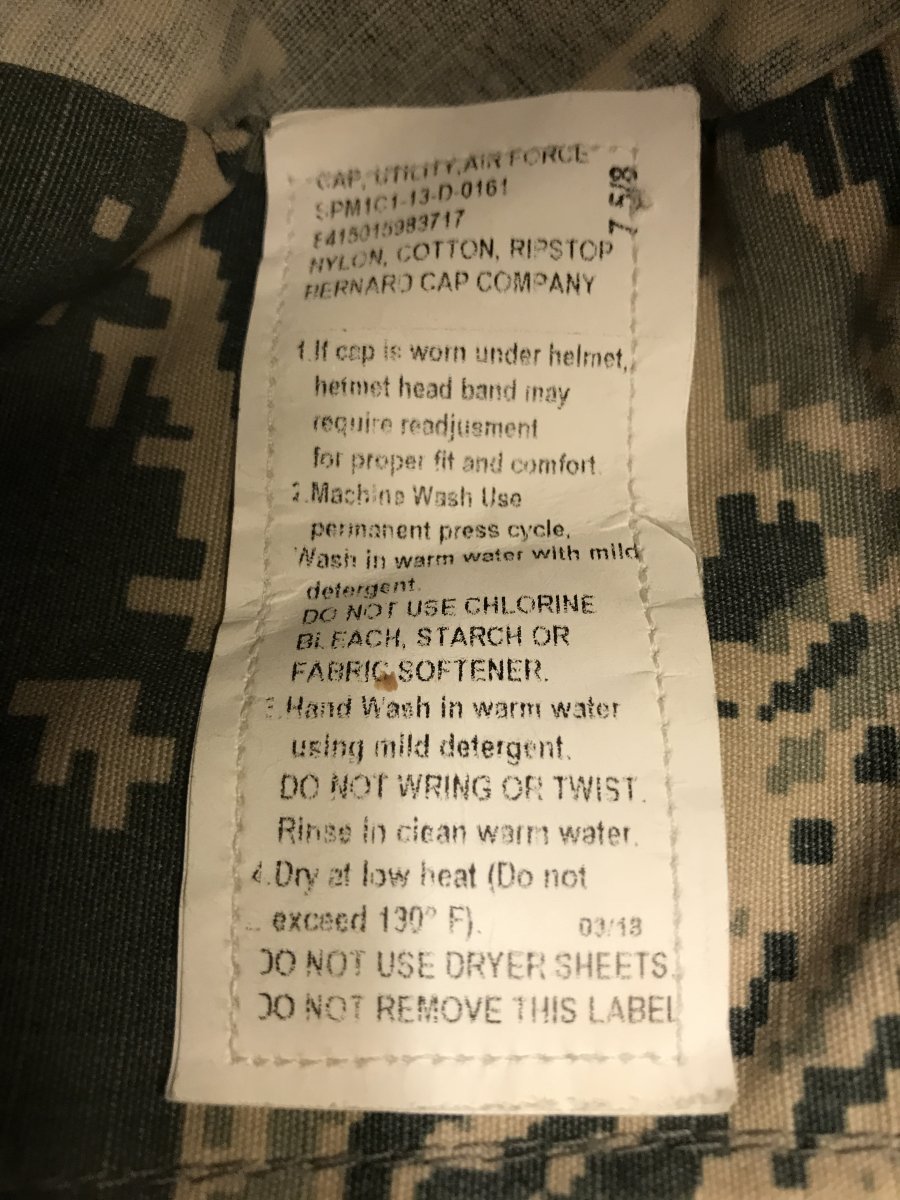 CAP, UTILITY, AIR FORCE
SPM1C1-13-D-0161
8415015983717
NYLON, COTTON, RIPSTOP
BERNARD CAP COMPANY
7 5/8
1.If cap is worn under helmet,
helmet head band may
require readjusment
for proper fit and comfort.
2.Machine Wash Use
permanent press cycle.
Wash in warm water with mild
detergent.
DO NOT USE CHLORINE
BLEACH, STARCH OR
FABRIC SOFTENER.
3.Hand Wash in warm water
using mild detergent.
DO NOT WRING OR TWIST.
Rinse in clean warm water.
4.Dry at low heat (Do not
exceed 130° F).
03/13
DO NOT USE DRYER SHEETS.
DO NOT REMOVE THIS LABEL